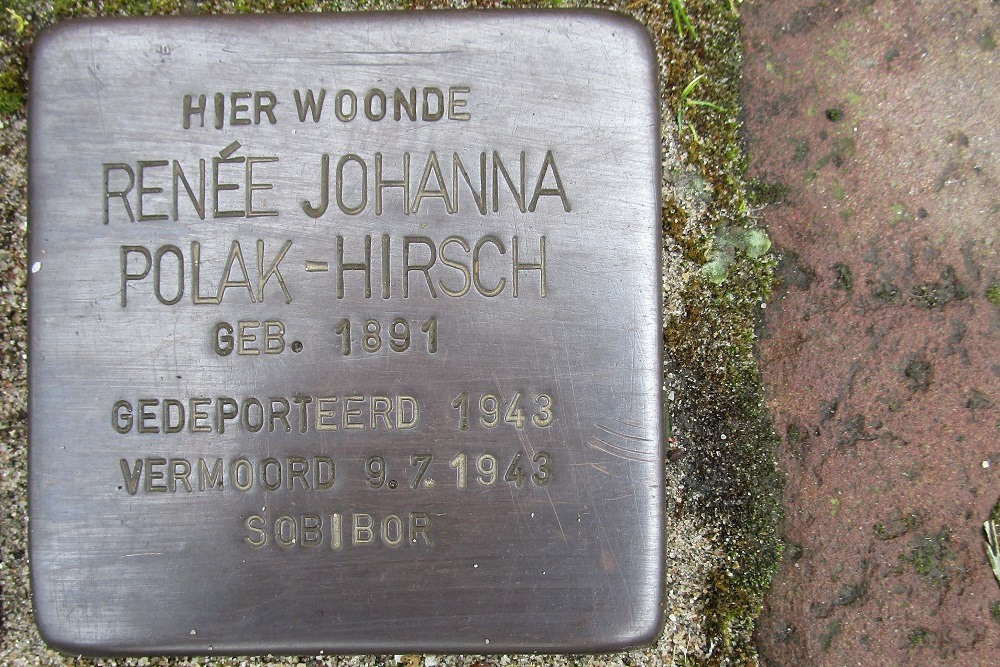 HIER WOONDE
RENÉE JOHANNA
POLAK-HIRSCH
GEB. 1891
GEDEPORTEERD 1943
VERMOORD 9.7.1943
SOBIBOR